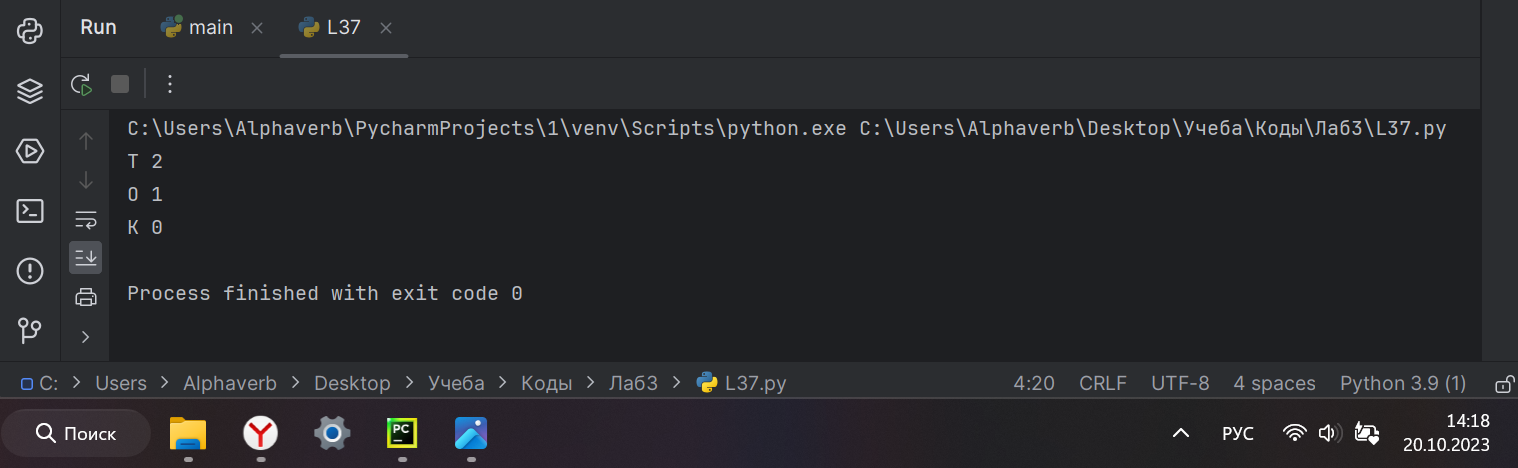 Run main L37
C:\Users\Alphaverb\PycharmProjects\1\venv\Scripts\python.exe C:\Users\Alphaverb\Desktop\Учеба\Коды\Лаб3\L37.py
Т 2
О 1
К 0
Process finished with exit code 0
C: > Users > Alphaverb > Desktop > Учеба > Коды > Лаб3 > L37.py 4:20 CRLF UTF-8 4 spaces Python 3.9 (1)
Поиск PC РУС 14:18
20.10.2023